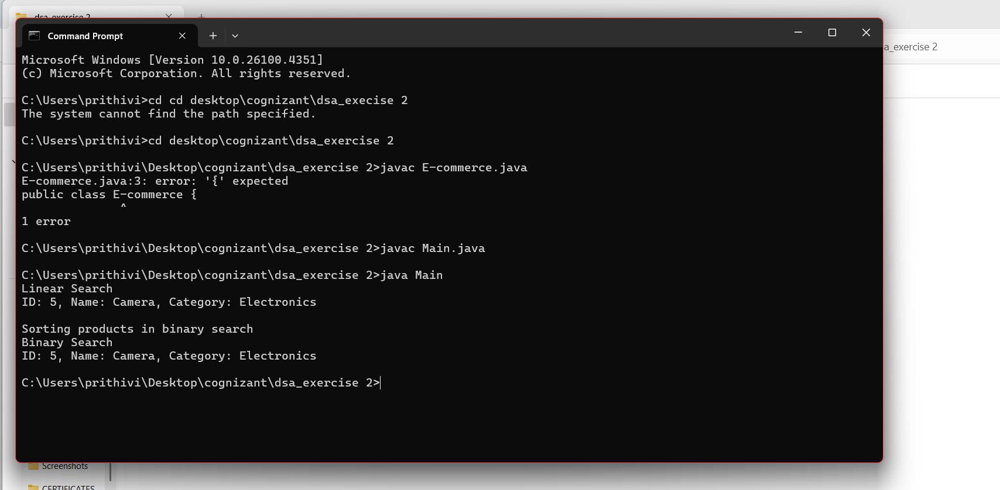 dsa_exercise 2
Command Prompt
a_exercise 2
Microsoft Windows [Version 10.0.26100.4351]
(c) Microsoft Corporation. All rights reserved.
C:\Users\prithivi>cd cd desktop\cognizant\dsa_execise 2
The system cannot find the path specified.
C:\Users\prithivi>cd desktop\cognizant\dsa_exercise 2
C:\Users\prithivi\Desktop\cognizant\dsa_exercise 2>javac E-commerce.java
E-commerce.java:3: error: '{' expected
public class E-commerce {
^
1 error
C:\Users\prithivi\Desktop\cognizant\dsa_exercise 2>javac Main.java
C:\Users\prithivi\Desktop\cognizant\dsa_exercise 2>java Main
Linear Search
ID: 5, Name: Camera, Category: Electronics
Sorting products in binary search
Binary Search
ID: 5, Name: Camera, Category: Electronics
C:\Users\prithivi\Desktop\cognizant\dsa_exercise 2>
Screenshots
CERTIFICATES